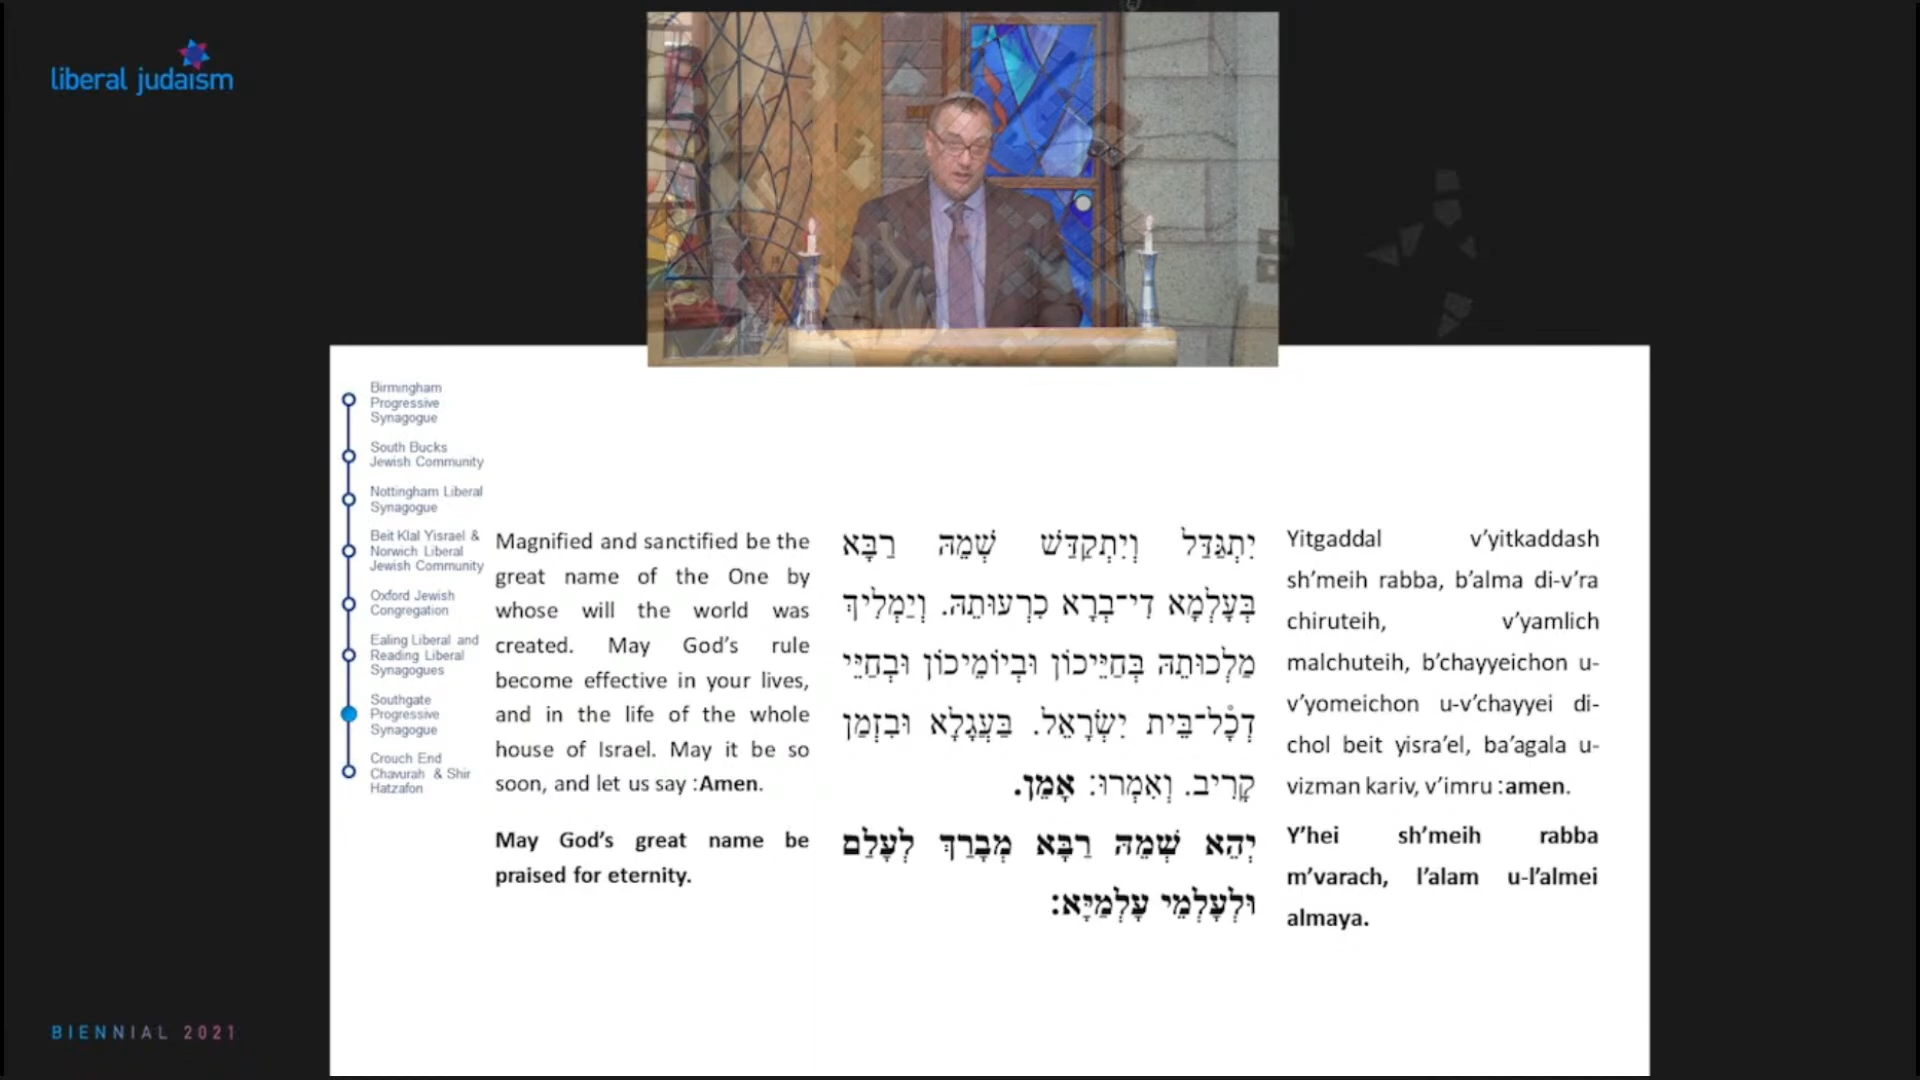 liberal judaism
Birmingham
Progressive
Synagogue
South Bucks
Jewish Community
Nottingham Liberal
Synagogue
Beit Klal Yisrael &
Norwich Liberal
Jewish Community
Oxford Jewish
Congregation
Ealing Liberal and
Reading Liberal
Synagogues
Southgate
Progressive
Synagogue
Crouch End
Chavurah & Shir
Hatzafon
Magnified and sanctified be the
great name of the One by
whose will the world was
created. May God's rule
become effective in your lives,
and in the life of the whole
house of Israel. May it be so
soon, and let us say :Amen.
May God's great name be
praised for eternity.
יִתְגַּדַּל וְיִתְקַדַּשׁ שְׁמֵהּ רַבָּא
בְּעָלְמָא דִּי־בְרָא כִרְעוּתֵהּ. וְיַמְלִיךְ
מַלְכוּתֵהּ בְּחַיֵּיכוֹן וּבְיוֹמֵיכוֹן וּבְחַיֵּי
דְכׇל־בֵּית יִשְׂרָאֵל. בַּעֲגָלָא וּבִזְמַן
קָרִיב. וְאִמְרוּ: אָמֵן.
יְהֵא שְׁמֵהּ רַבָּא מְבָרַךְ לְעָלַם
וּלְעָלְמֵי עָלְמַיָּא:
Yitgaddal v'yitkaddash
sh'meih rabba, b'alma di-v'ra
chiruteih, v'yamlich
malchuteih, b'chayyeichon u-
v'yomeichon u-v'chayyei di-
chol beit yisra'el, ba'agala u-
vizman kariv, v'imru :amen.
Y'hei sh'meih rabba
m'varach, l'alam u-l'almei
almaya.
BIENNIAL 2021